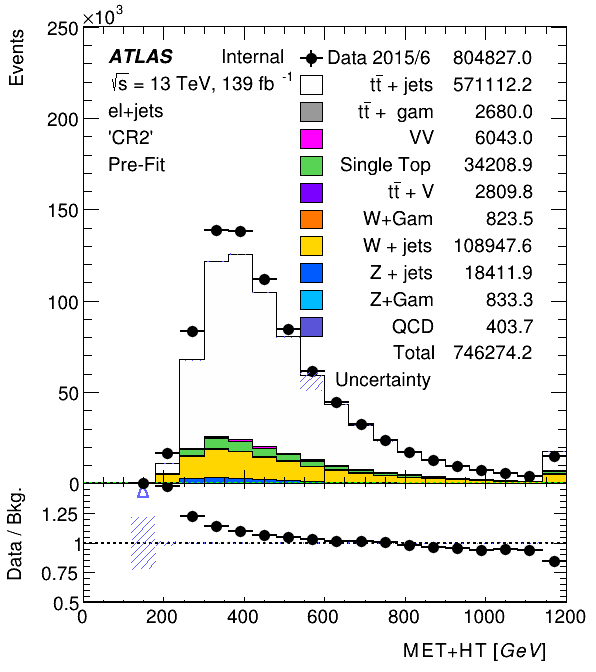 ×10³
Events
250
200
150
100
50
0
ATLAS Internal
√s = 13 TeV, 139 fb⁻¹
el+jets
'CR2'
Pre-Fit
Data 2015/6 804827.0
tt̄ + jets 571112.2
tt̄ + gam 2680.0
VV 6043.0
Single Top 34208.9
tt̄ + V 2809.8
W+Gam 823.5
W + jets 108947.6
Z + jets 18411.9
Z+Gam 833.3
QCD 403.7
Total 746274.2
Uncertainty
Data / Bkg.
1.25
1
0.75
0.5
0 200 400 600 800 1000 1200
MET+HT [GeV]